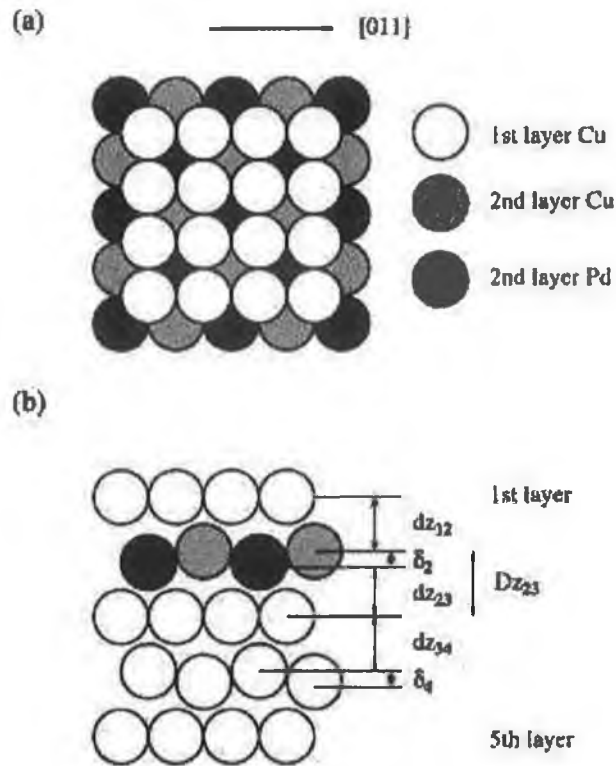 (a)
[011]
1st layer Cu
2nd layer Cu
2nd layer Pd
(b)
1st layer
dz₁₂
δ₂
Dz₂₃
dz₂₃
dz₃₄
δ₄
5th layer